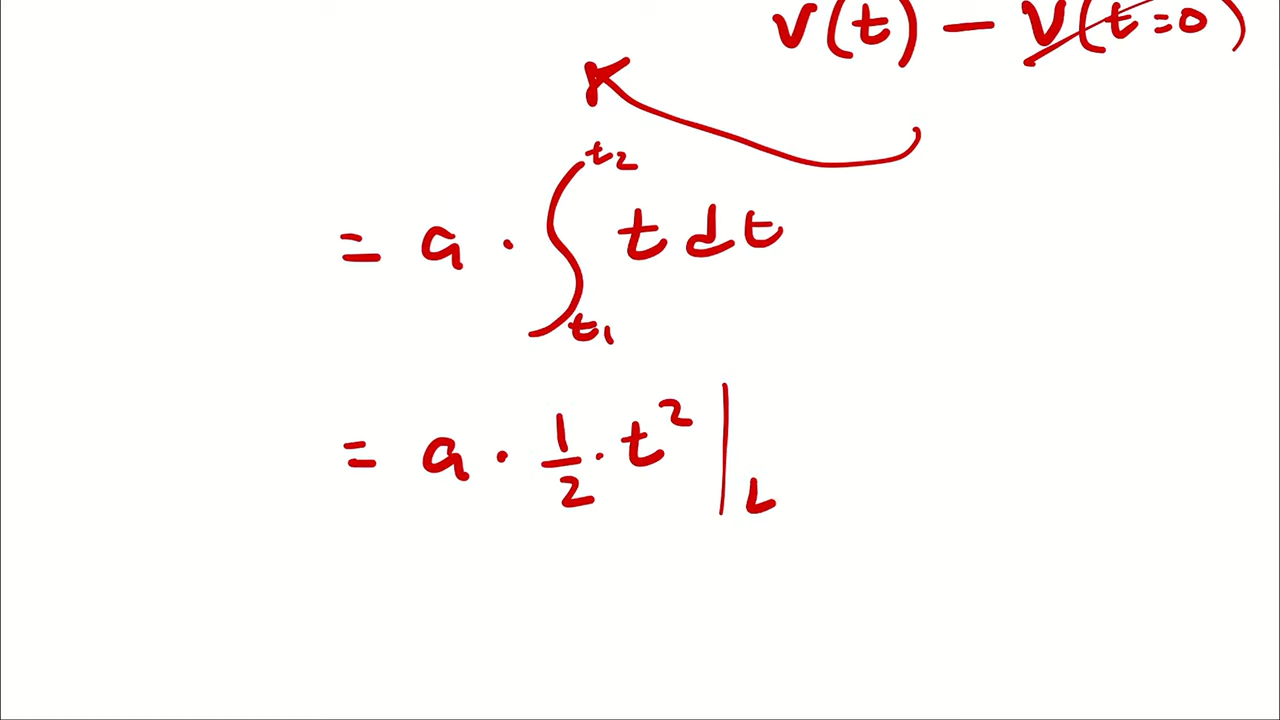 v(t) − v(t=0)
= a · ∫_{t1}^{t2} t dt
= a · 1/2 · t² |